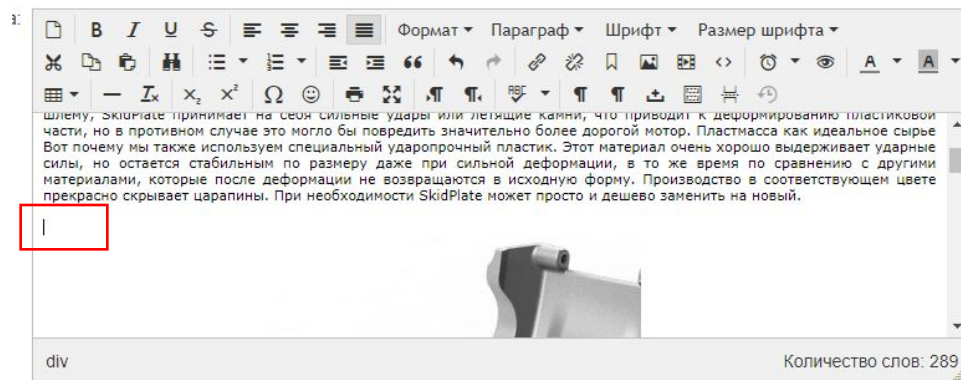 а:
B I U S Формат Параграф Шрифт Размер шрифта
A A
Ix x₂ x² Ω ¶ ¶ ABC ¶ ¶
шлему, SkidPlate принимает на себя сильные удары или летящие камни, что приводит к деформированию пластиковой
части, но в противном случае это могло бы повредить значительно более дорогой мотор. Пластмасса как идеальное сырье
Вот почему мы также используем специальный ударопрочный пластик. Этот материал очень хорошо выдерживает ударные
силы, но остается стабильным по размеру даже при сильной деформации, в то же время по сравнению с другими
материалами, которые после деформации не возвращаются в исходную форму. Производство в соответствующем цвете
прекрасно скрывает царапины. При необходимости SkidPlate может просто и дешево заменить на новый.
div Количество слов: 289